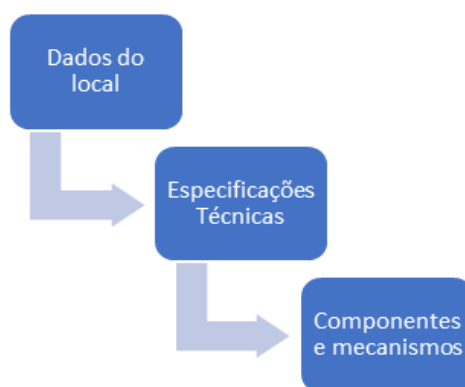 Dados do
local
Especificações
Técnicas
Componentes
e mecanismos